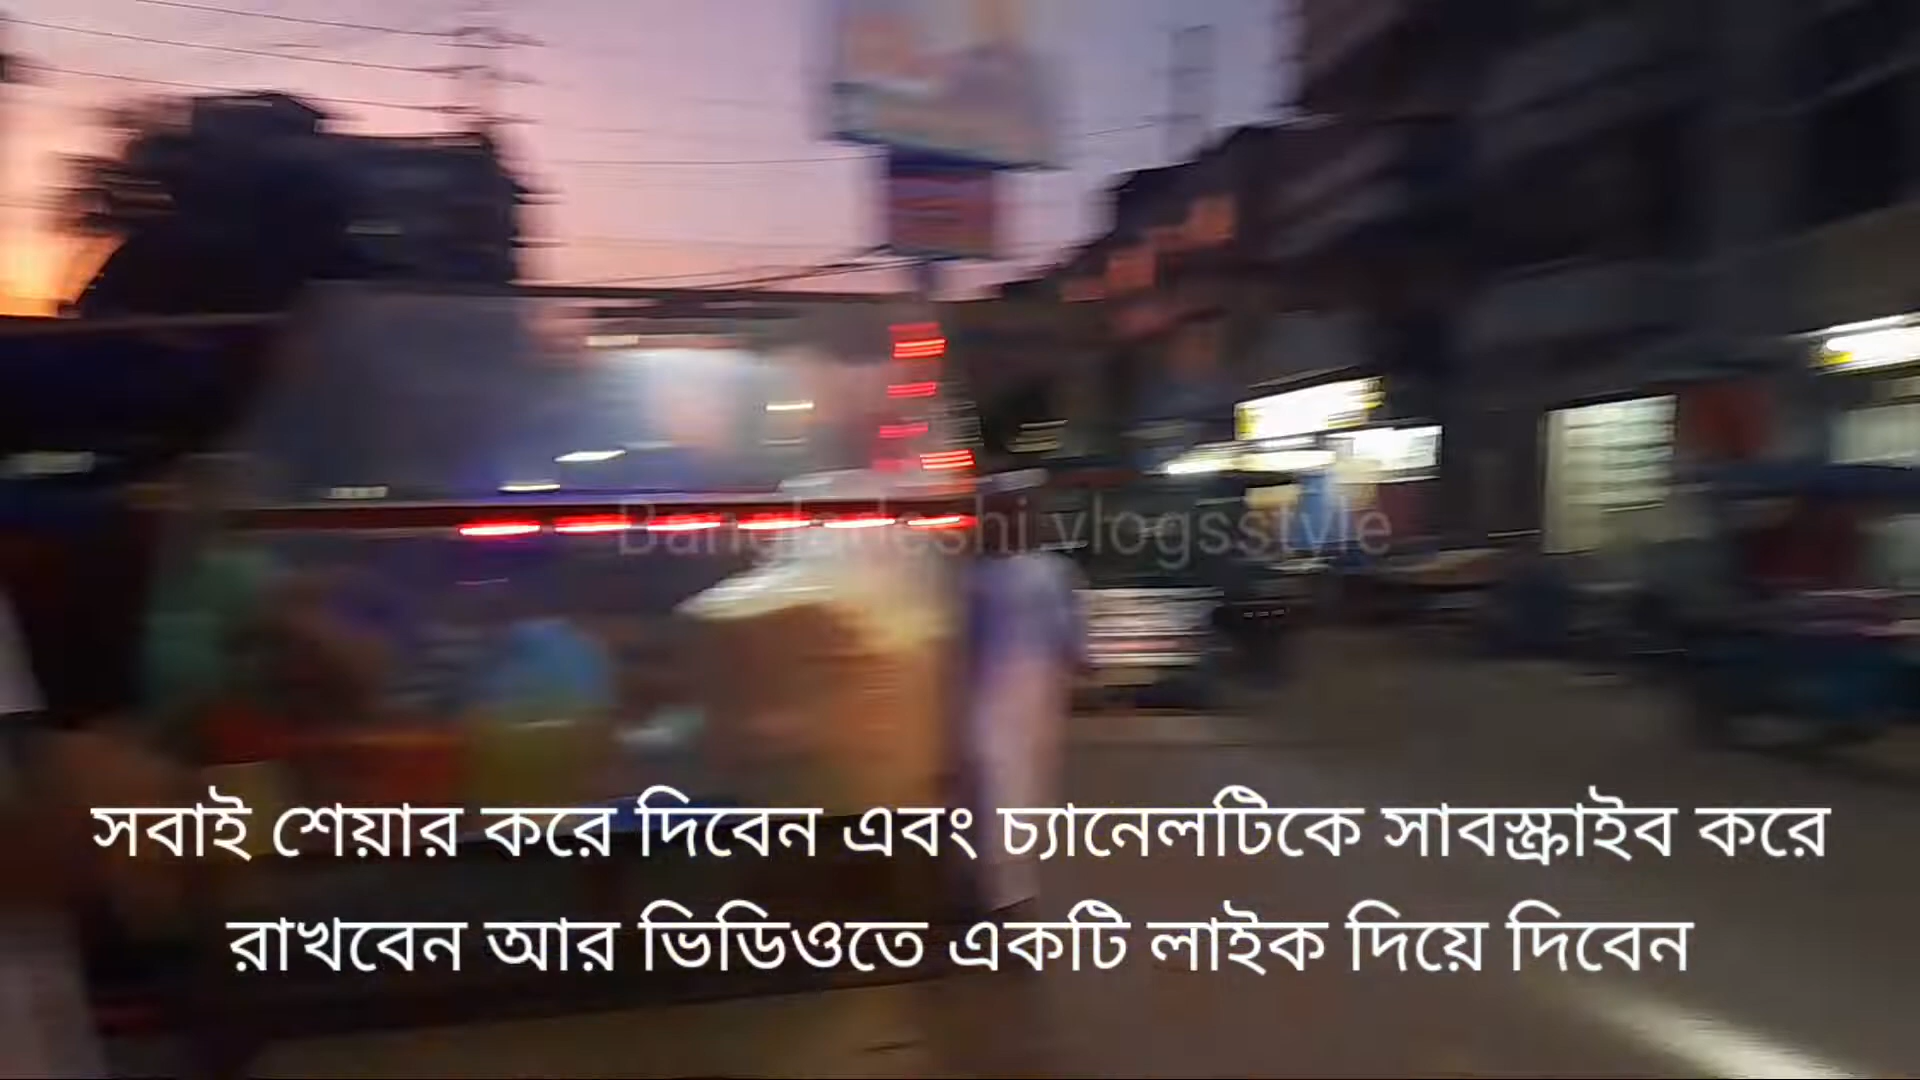 Bangladeshi vlogsstyle
সবাই শেয়ার করে দিবেন এবং চ্যানেলটিকে সাবস্ক্রাইব করে
রাখবেন আর ভিডিওতে একটি লাইক দিয়ে দিবেন